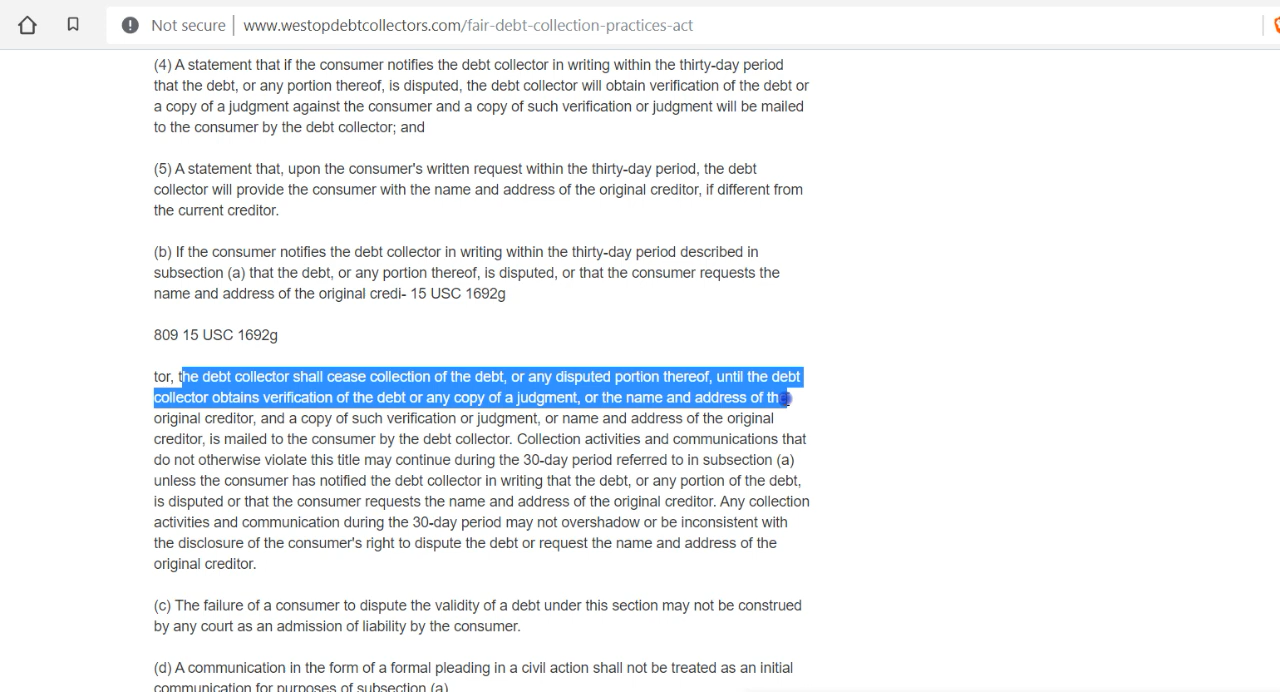 Not secure www.westopdebtcollectors.com/fair-debt-collection-practices-act
(4) A statement that if the consumer notifies the debt collector in writing within the thirty-day period
that the debt, or any portion thereof, is disputed, the debt collector will obtain verification of the debt or
a copy of a judgment against the consumer and a copy of such verification or judgment will be mailed
to the consumer by the debt collector; and
(5) A statement that, upon the consumer's written request within the thirty-day period, the debt
collector will provide the consumer with the name and address of the original creditor, if different from
the current creditor.
(b) If the consumer notifies the debt collector in writing within the thirty-day period described in
subsection (a) that the debt, or any portion thereof, is disputed, or that the consumer requests the
name and address of the original credi- 15 USC 1692g
809 15 USC 1692g
tor, the debt collector shall cease collection of the debt, or any disputed portion thereof, until the debt
collector obtains verification of the debt or any copy of a judgment, or the name and address of the
original creditor, and a copy of such verification or judgment, or name and address of the original
creditor, is mailed to the consumer by the debt collector. Collection activities and communications that
do not otherwise violate this title may continue during the 30-day period referred to in subsection (a)
unless the consumer has notified the debt collector in writing that the debt, or any portion of the debt,
is disputed or that the consumer requests the name and address of the original creditor. Any collection
activities and communication during the 30-day period may not overshadow or be inconsistent with
the disclosure of the consumer's right to dispute the debt or request the name and address of the
original creditor.
(c) The failure of a consumer to dispute the validity of a debt under this section may not be construed
by any court as an admission of liability by the consumer.
(d) A communication in the form of a formal pleading in a civil action shall not be treated as an initial
communication for purposes of subsection (a)